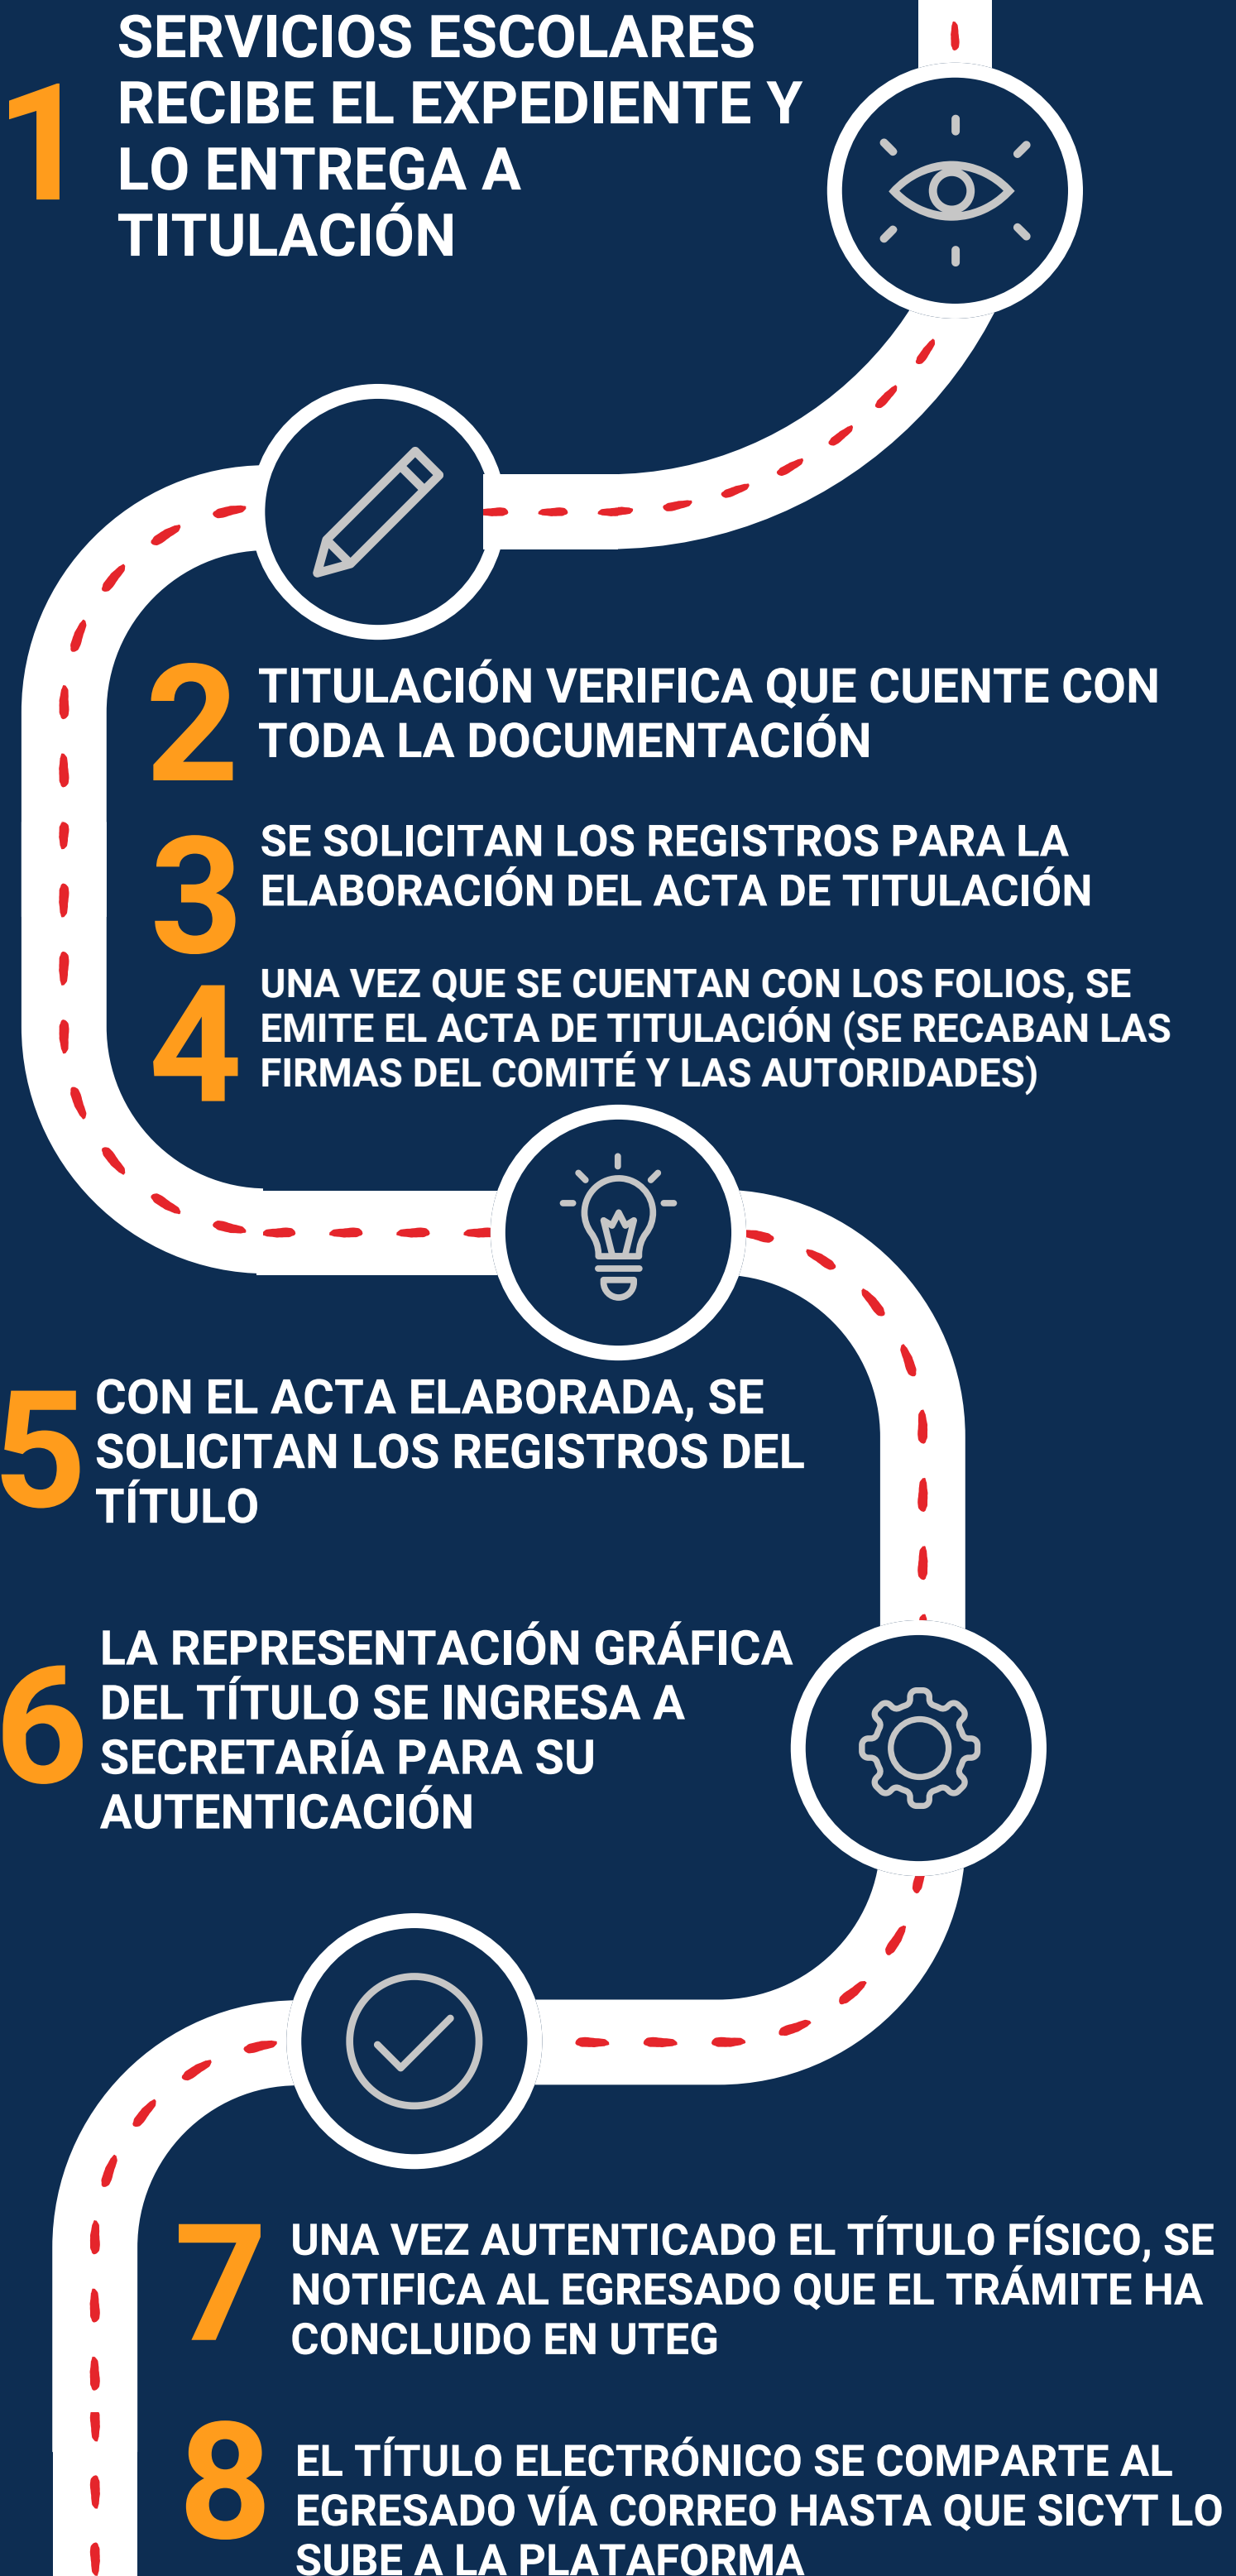 1
SERVICIOS ESCOLARES
RECIBE EL EXPEDIENTE Y
LO ENTREGA A
TITULACIÓN
2
TITULACIÓN VERIFICA QUE CUENTE CON
TODA LA DOCUMENTACIÓN
3
SE SOLICITAN LOS REGISTROS PARA LA
ELABORACIÓN DEL ACTA DE TITULACIÓN
4
UNA VEZ QUE SE CUENTAN CON LOS FOLIOS, SE
EMITE EL ACTA DE TITULACIÓN (SE RECABAN LAS
FIRMAS DEL COMITÉ Y LAS AUTORIDADES)
5
CON EL ACTA ELABORADA, SE
SOLICITAN LOS REGISTROS DEL
TÍTULO
6
LA REPRESENTACIÓN GRÁFICA
DEL TÍTULO SE INGRESA A
SECRETARÍA PARA SU
AUTENTICACIÓN
7
UNA VEZ AUTENTICADO EL TÍTULO FÍSICO, SE
NOTIFICA AL EGRESADO QUE EL TRÁMITE HA
CONCLUIDO EN UTEG
8
EL TÍTULO ELECTRÓNICO SE COMPARTE AL
EGRESADO VÍA CORREO HASTA QUE SICYT LO
SUBE A LA PLATAFORMA